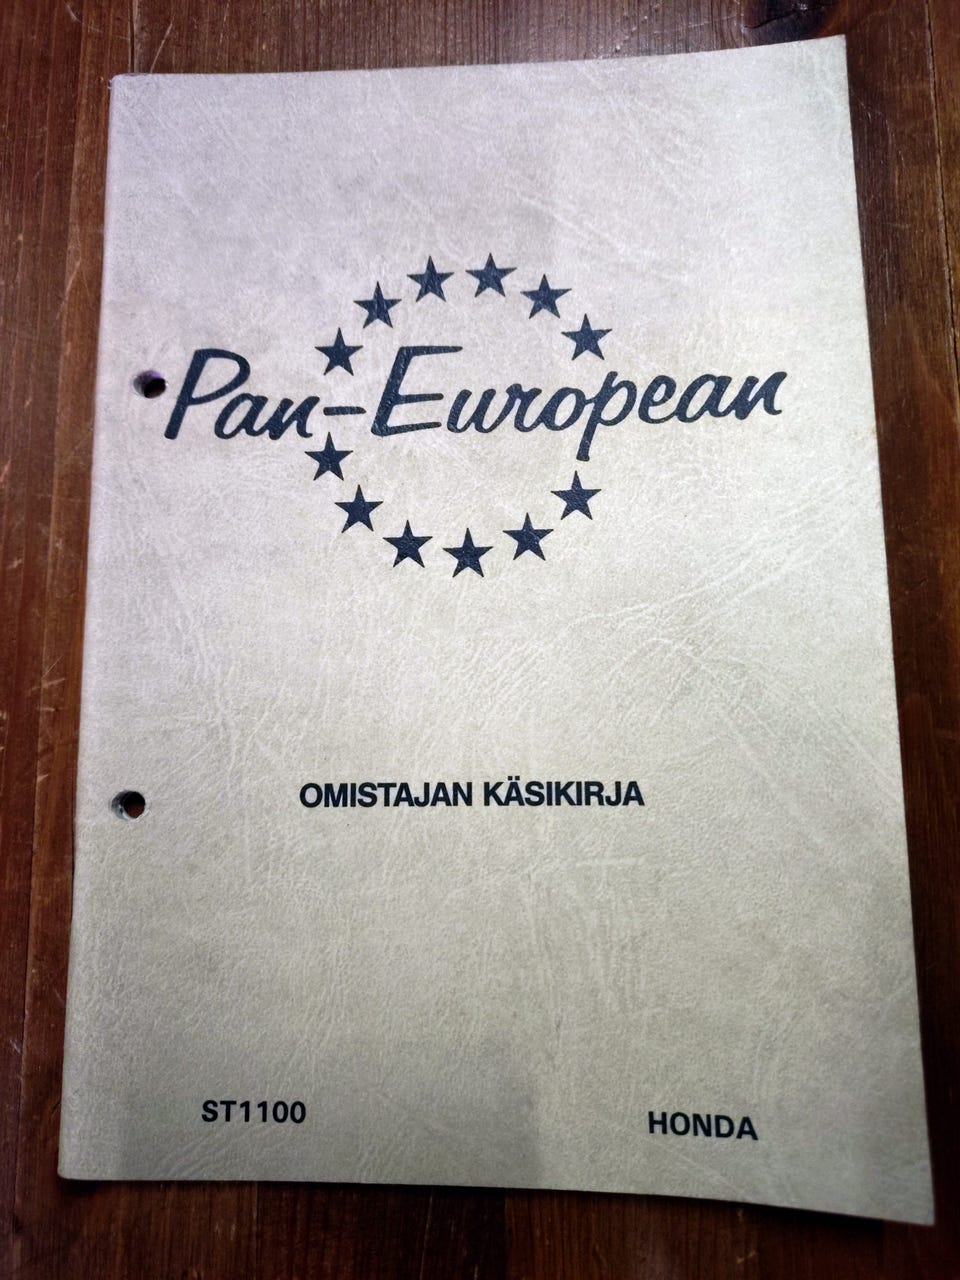 Pan-European
OMISTAJAN KÄSIKIRJA
ST1100
HONDA